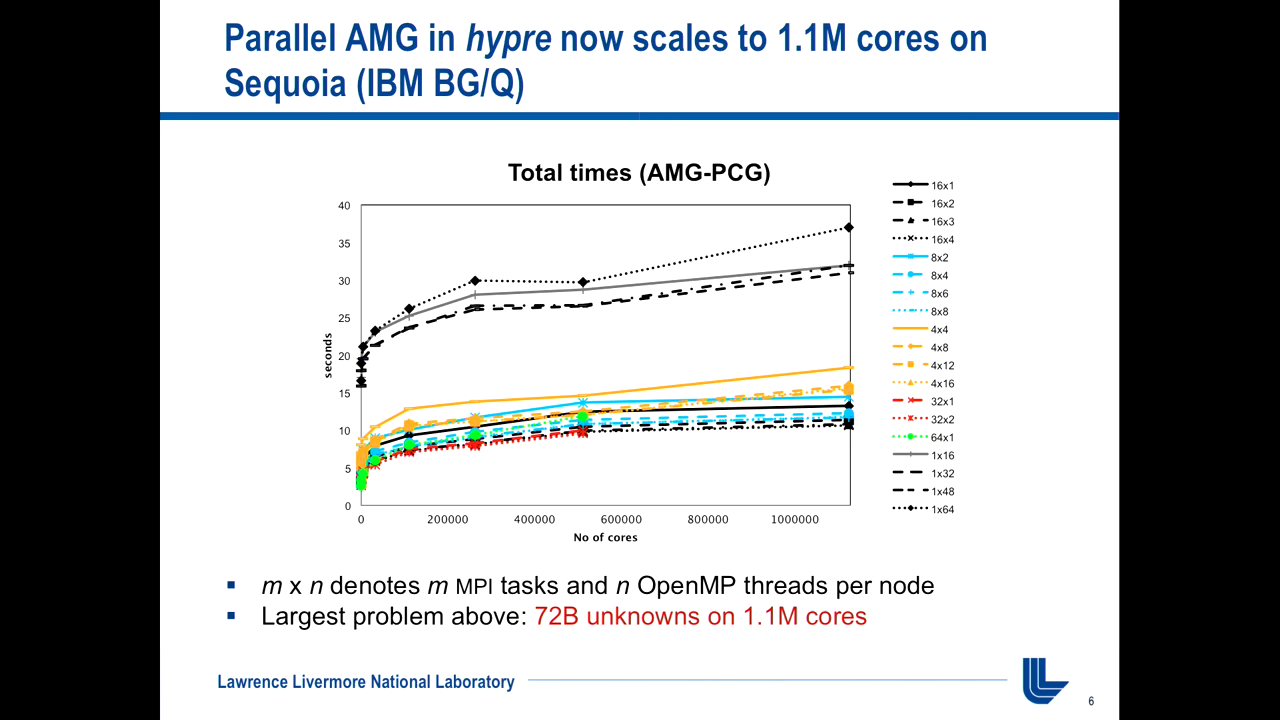 Parallel AMG in hypre now scales to 1.1M cores on
Sequoia (IBM BG/Q)
Total times (AMG-PCG)
40
35
30
25
20
15
10
5
0
seconds
0 200000 400000 600000 800000 1000000
No of cores
16x1
16x2
16x3
16x4
8x2
8x4
8x6
8x8
4x4
4x8
4x12
4x16
32x1
32x2
64x1
1x16
1x32
1x48
1x64
▪ m x n denotes m MPI tasks and n OpenMP threads per node
▪ Largest problem above: 72B unknowns on 1.1M cores
Lawrence Livermore National Laboratory
6